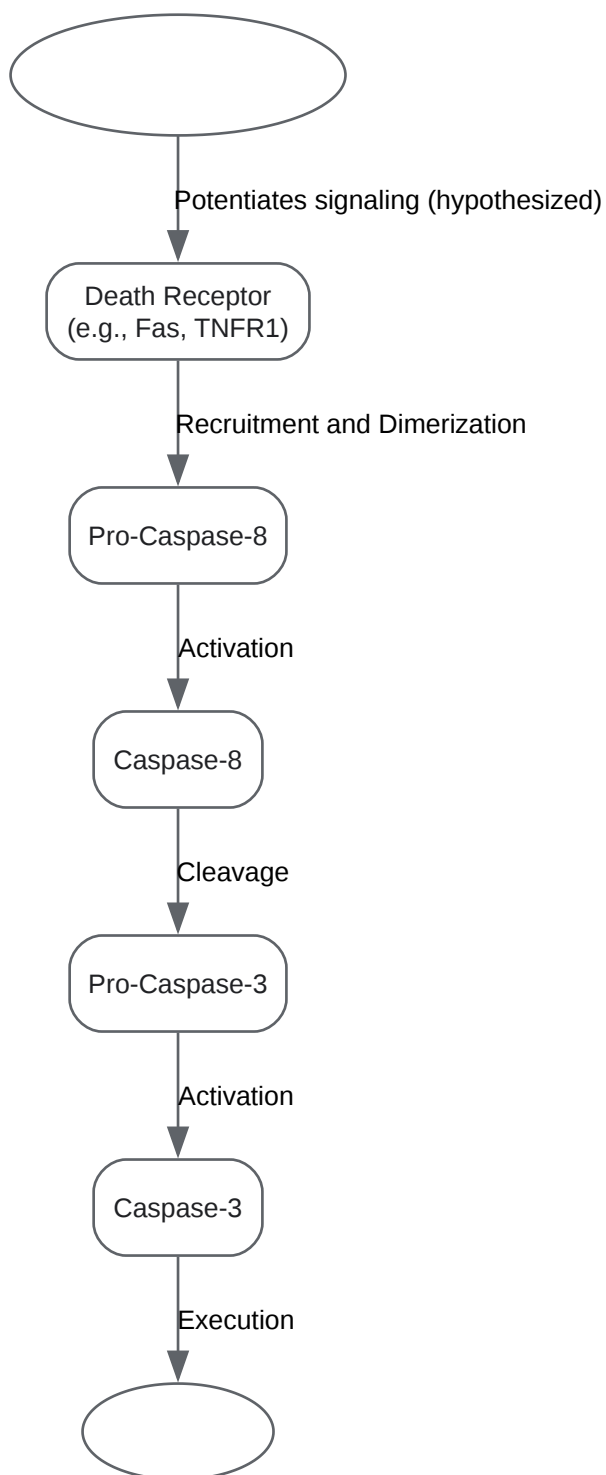 Potentiates signaling (hypothesized)
Death Receptor
(e.g., Fas, TNFR1)
Recruitment and Dimerization
Pro-Caspase-8
Activation
Caspase-8
Cleavage
Pro-Caspase-3
Activation
Caspase-3
Execution